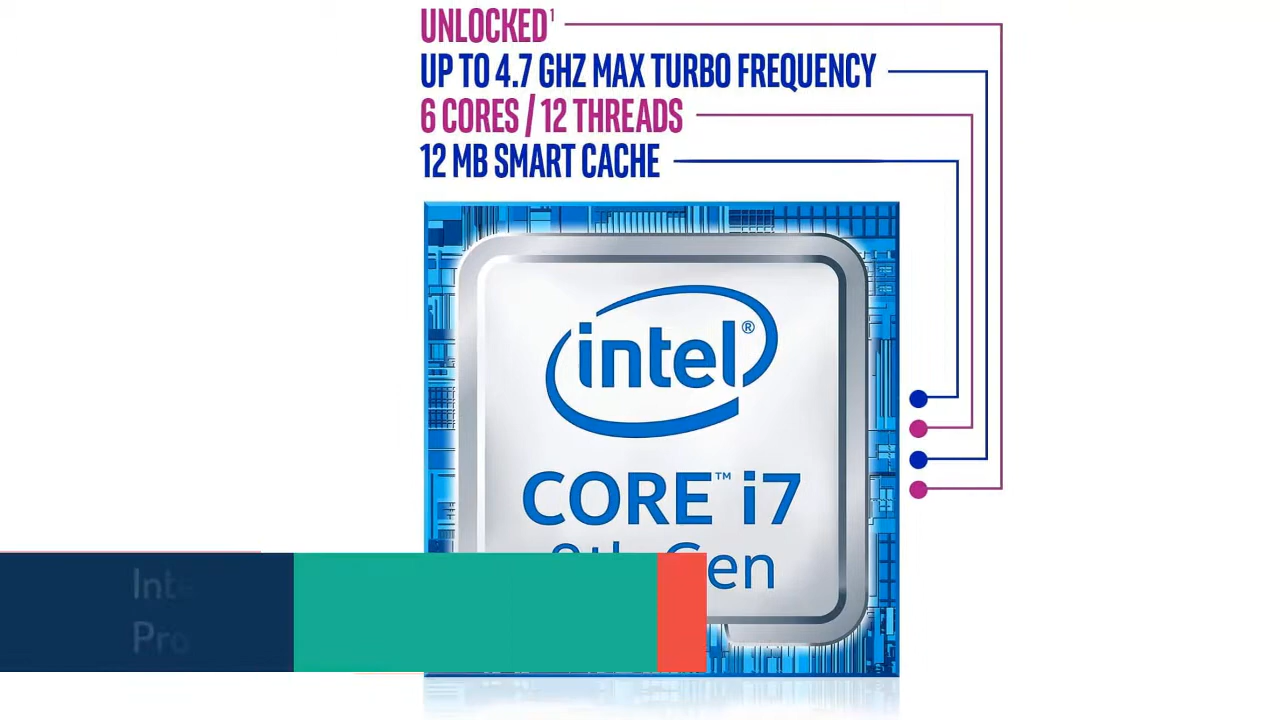 UNLOCKED¹
UP TO 4.7 GHZ MAX TURBO FREQUENCY
6 CORES / 12 THREADS
12 MB SMART CACHE
intel®
CORE™ i7
Gen